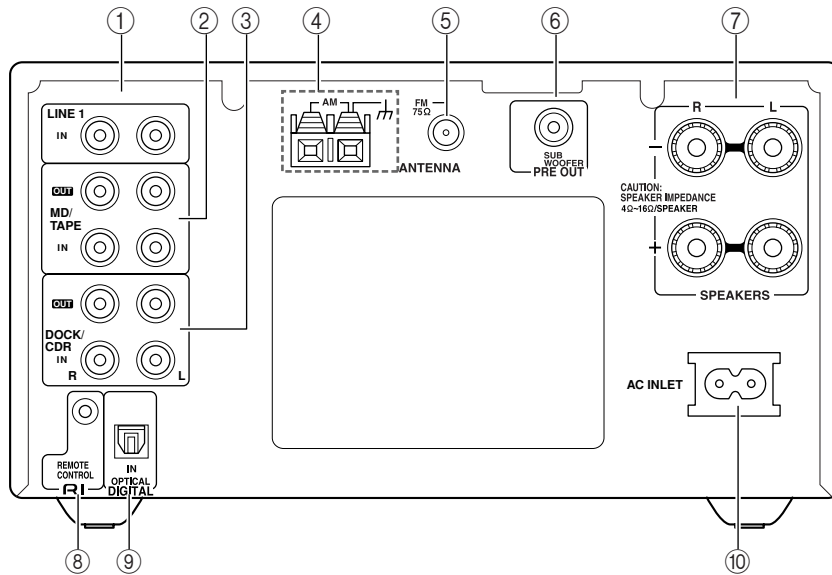 ① ② ③ ④ ⑤ ⑥ ⑦
LINE 1
IN
OUT
MD/
TAPE
IN
OUT
DOCK/
CDR
IN
R L
REMOTE
CONTROL
RI
IN
OPTICAL
DIGITAL
AM
FM
75Ω
ANTENNA
SUB
WOOFER
PRE OUT
R L
−
CAUTION:
SPEAKER IMPEDANCE
4Ω~16Ω/SPEAKER
+
SPEAKERS
AC INLET
⑧ ⑨ ⑩